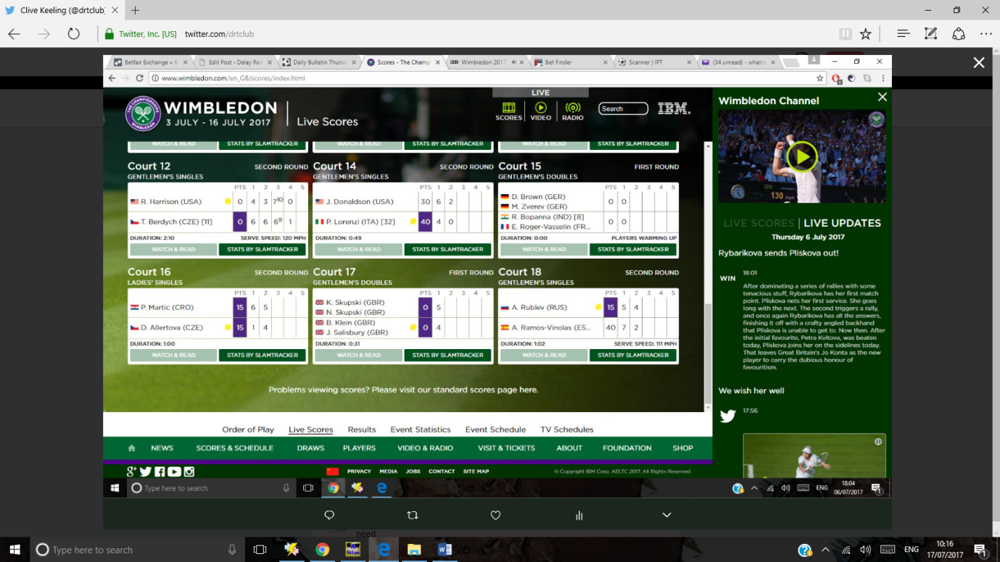 Clive Keeling (@drtclub)
Twitter, Inc. [US] twitter.com/drtclub
Betfair Exchange » B
Edit Post ‹ Delay Rea
Daily Bulletin Thursd
Scores - The Champ
Wimbledon 2017
Bet Finder
Scanner | IPT
(34 unread) - whatre
www.wimbledon.com/en_GB/scores/index.html
WIMBLEDON
3 JULY - 16 JULY 2017
Live Scores
LIVE
SCORES VIDEO RADIO
Search
IBM.
WATCH & READ STATS BY SLAMTRACKER WATCH & READ STATS BY SLAMTRACKER WATCH & READ STATS BY SLAMTRACKER
Court 12 SECOND ROUND
GENTLEMEN'S SINGLES
PTS 1 2 3 4 5
R. Harrison (USA) 0 4 3 7 10 0
T. Berdych (CZE) [11] 0 6 6 6 8 1
DURATION: 2:10 SERVE SPEED: 120 MPH
WATCH & READ STATS BY SLAMTRACKER
Court 14 SECOND ROUND
GENTLEMEN'S SINGLES
PTS 1 2 3 4 5
J. Donaldson (USA) 30 6 2
P. Lorenzi (ITA) [32] 40 4 0
DURATION: 0:49
WATCH & READ STATS BY SLAMTRACKER
Court 15 FIRST ROUND
GENTLEMEN'S DOUBLES
PTS 1 2 3 4 5
D. Brown (GER)
M. Zverev (GER) 0 0
R. Bopanna (IND) [8]
E. Roger-Vasselin (FR... 0 0
DURATION: 0:00 PLAYERS WARMING UP
WATCH & READ STATS BY SLAMTRACKER
Court 16 SECOND ROUND
LADIES' SINGLES
PTS 1 2 3 4 5
P. Martic (CRO) 15 6 5
D. Allertova (CZE) 15 1 4
DURATION: 1:00
WATCH & READ STATS BY SLAMTRACKER
Court 17 FIRST ROUND
GENTLEMEN'S DOUBLES
PTS 1 2 3 4 5
K. Skupski (GBR)
N. Skupski (GBR) 0 5
B. Klein (GBR)
J. Salisbury (GBR) 0 4
DURATION: 0:31
WATCH & READ STATS BY SLAMTRACKER
Court 18 SECOND ROUND
GENTLEMEN'S SINGLES
PTS 1 2 3 4 5
A. Rublev (RUS) 15 5 4
A. Ramos-Vinolas (ES... 40 7 2
DURATION: 1:02 SERVE SPEED: 111 MPH
WATCH & READ STATS BY SLAMTRACKER
Problems viewing scores? Please visit our standard scores page here.
Order of Play Live Scores Results Event Statistics Event Schedule TV Schedules
NEWS SCORES & SCHEDULE DRAWS PLAYERS VIDEO & RADIO VISIT & TICKETS ABOUT FOUNDATION SHOP
PRIVACY MEDIA JOBS CONTACT SITE MAP
© Copyright IBM Corp. AELTC 2017, All Rights Reserved
Wimbledon Channel
IBM
130 mph
LIVE SCORES | LIVE UPDATES
Thursday 6 July 2017
Rybarikova sends Pliskova out!
WIN 18:01
After dominating a series of rallies with some
tenacious stuff, Rybarikova has her first match
point. Pliskova nets her first service. She goes
long with the next. The second triggers a rally,
and once again Rybarikova has all the answers,
finishing it off with a crafty angled backhand
that Pliskova is unable to get to. Now then. After
the initial favourite, Petra Kvitova, was beaten
today, Pliskova joins her on the sidelines today.
That leaves Great Britain's Jo Konta as the new
player to carry the dubious honour of
favouritism.
We wish her well
17:56
Type here to search
ENG
18:04
06/07/2017
need
Type here to search
ENG
10:16
17/07/2017